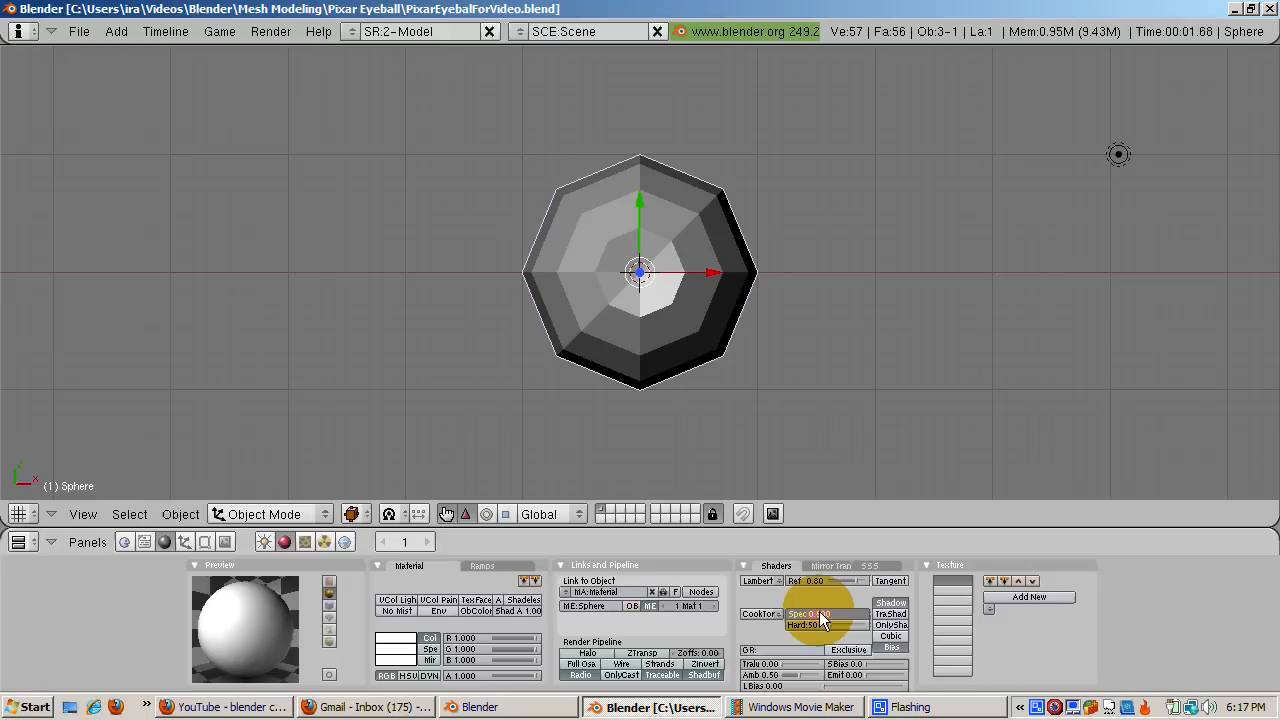 Blender [C:\Users\ira\Videos\Blender\Mesh Modeling\Pixar Eyeball\PixarEyebalForVideo.blend]
File Add Timeline Game Render Help SR:2-Model SCE:Scene www.blender.org 249.2 Ve:57 | Fa:56 | Ob:3-1 | La:1 | Mem:0.95M (9.43M) | Time:00:01.66 | Sphere
(1) Sphere
View Select Object Object Mode Global
Panels 1
Preview Material Ramps Links and Pipeline Shaders Mirror Tran SSS Texture
Link to Object
Lambert Ref 0.80 Tangent
MA:Material X F Nodes
Add New
VCol Ligh VCol Pain TexFace A Shadeles
No Mist Env ObColor Shad A 1.00
ME:Sphere OB ME 1 Mat 1
Shadow
CookTor Spec TraShad
Hard:50 OnlySha
Col R 1.000
Spe G 1.000
Mir B 1.000
Cubic
Render Pipeline
Bias
Halo ZTransp Zoffs: 0.00
GR: Exclusive
Full Osa Wire Strands ZInvert
Tralu 0.00 SBias 0.00
RGB HSV DYN A 1.000
Radio OnlyCast Traceable Shadbuf
Amb 0.50 Emit 0.00
LBias 0.00
Start YouTube - blender c... Gmail - Inbox (175) -... Blender Blender [C:\Users... Windows Movie Maker Flashing 6:17 PM